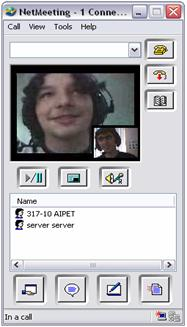 NetMeeting - 1 Conne...
Call View Tools Help
Name
317-10 AIPET
server server
In a call